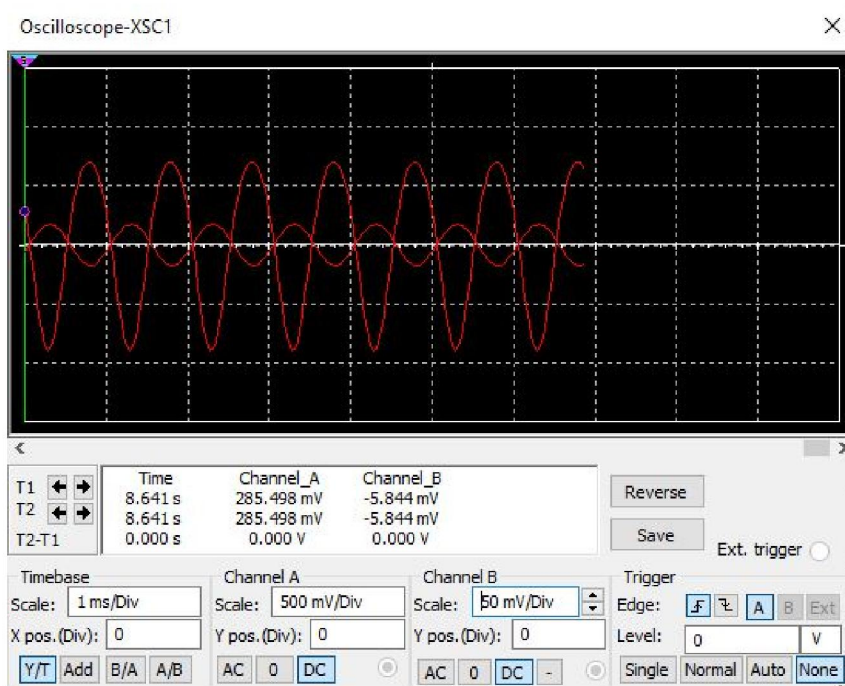 Oscilloscope-XSC1
Time Channel_A Channel_B
T1 8.641 s 285.498 mV -5.844 mV
T2 8.641 s 285.498 mV -5.844 mV
T2-T1 0.000 s 0.000 V 0.000 V
Reverse
Save
Ext. trigger
Timebase
Scale: 1 ms/Div
X pos.(Div): 0
Y/T Add B/A A/B
Channel A
Scale: 500 mV/Div
Y pos.(Div): 0
AC 0 DC
Channel B
Scale: 50 mV/Div
Y pos.(Div): 0
AC 0 DC -
Trigger
Edge: A B Ext
Level: 0 V
Single Normal Auto None